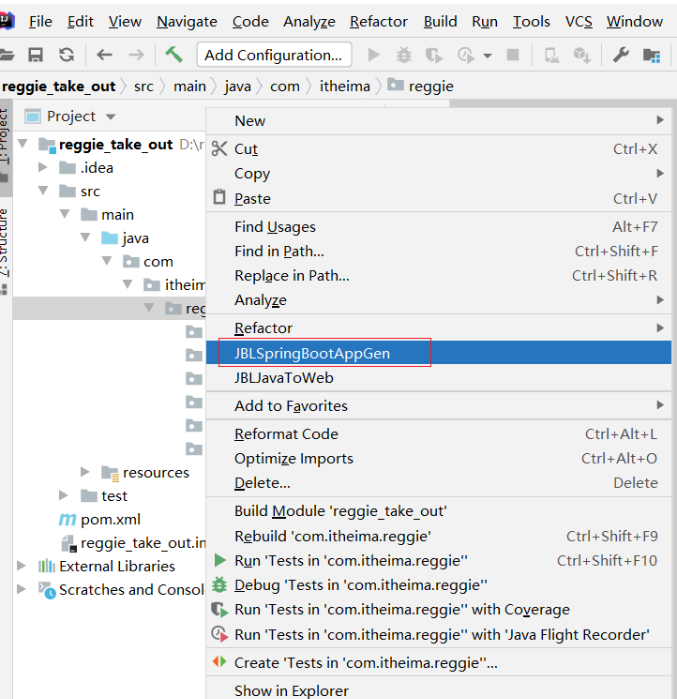 File Edit View Navigate Code Analyze Refactor Build Run Tools VCS Window
Add Configuration...
reggie_take_out src main java com itheima reggie
1: Project
Project
reggie_take_out D:\r
.idea
src
main
java
com
itheim
reg
resources
test
pom.xml
reggie_take_out.im
External Libraries
Scratches and Consol
Z: Structure
New
Cut Ctrl+X
Copy
Paste Ctrl+V
Find Usages Alt+F7
Find in Path... Ctrl+Shift+F
Replace in Path... Ctrl+Shift+R
Analyze
Refactor
JBLSpringBootAppGen
JBLJavaToWeb
Add to Favorites
Reformat Code Ctrl+Alt+L
Optimize Imports Ctrl+Alt+O
Delete... Delete
Build Module 'reggie_take_out'
Rebuild 'com.itheima.reggie' Ctrl+Shift+F9
Run 'Tests in 'com.itheima.reggie'' Ctrl+Shift+F10
Debug 'Tests in 'com.itheima.reggie''
Run 'Tests in 'com.itheima.reggie'' with Coverage
Run 'Tests in 'com.itheima.reggie'' with 'Java Flight Recorder'
Create 'Tests in 'com.itheima.reggie''...
Show in Explorer